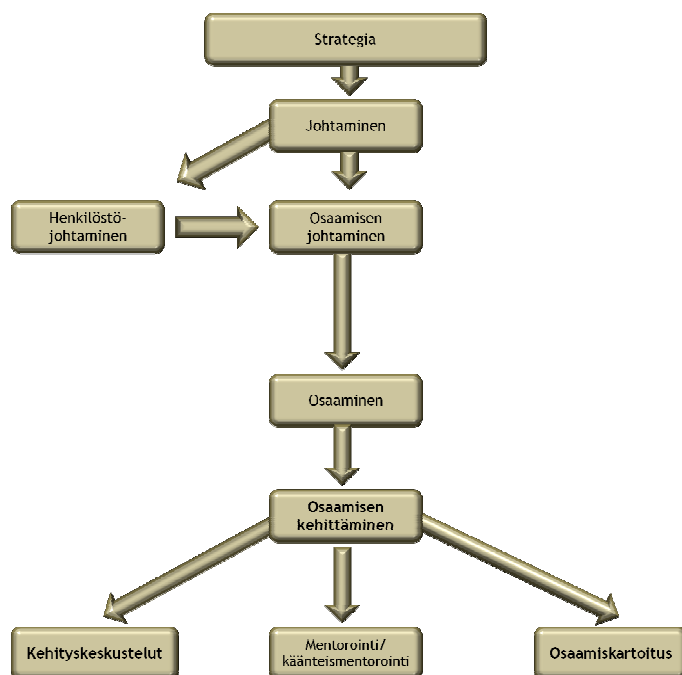 Strategia
Johtaminen
Henkilöstö-
johtaminen
Osaamisen
johtaminen
Osaaminen
Osaamisen
kehittäminen
Kehityskeskustelut
Mentorointi/
käänteismentorointi
Osaamiskartoitus